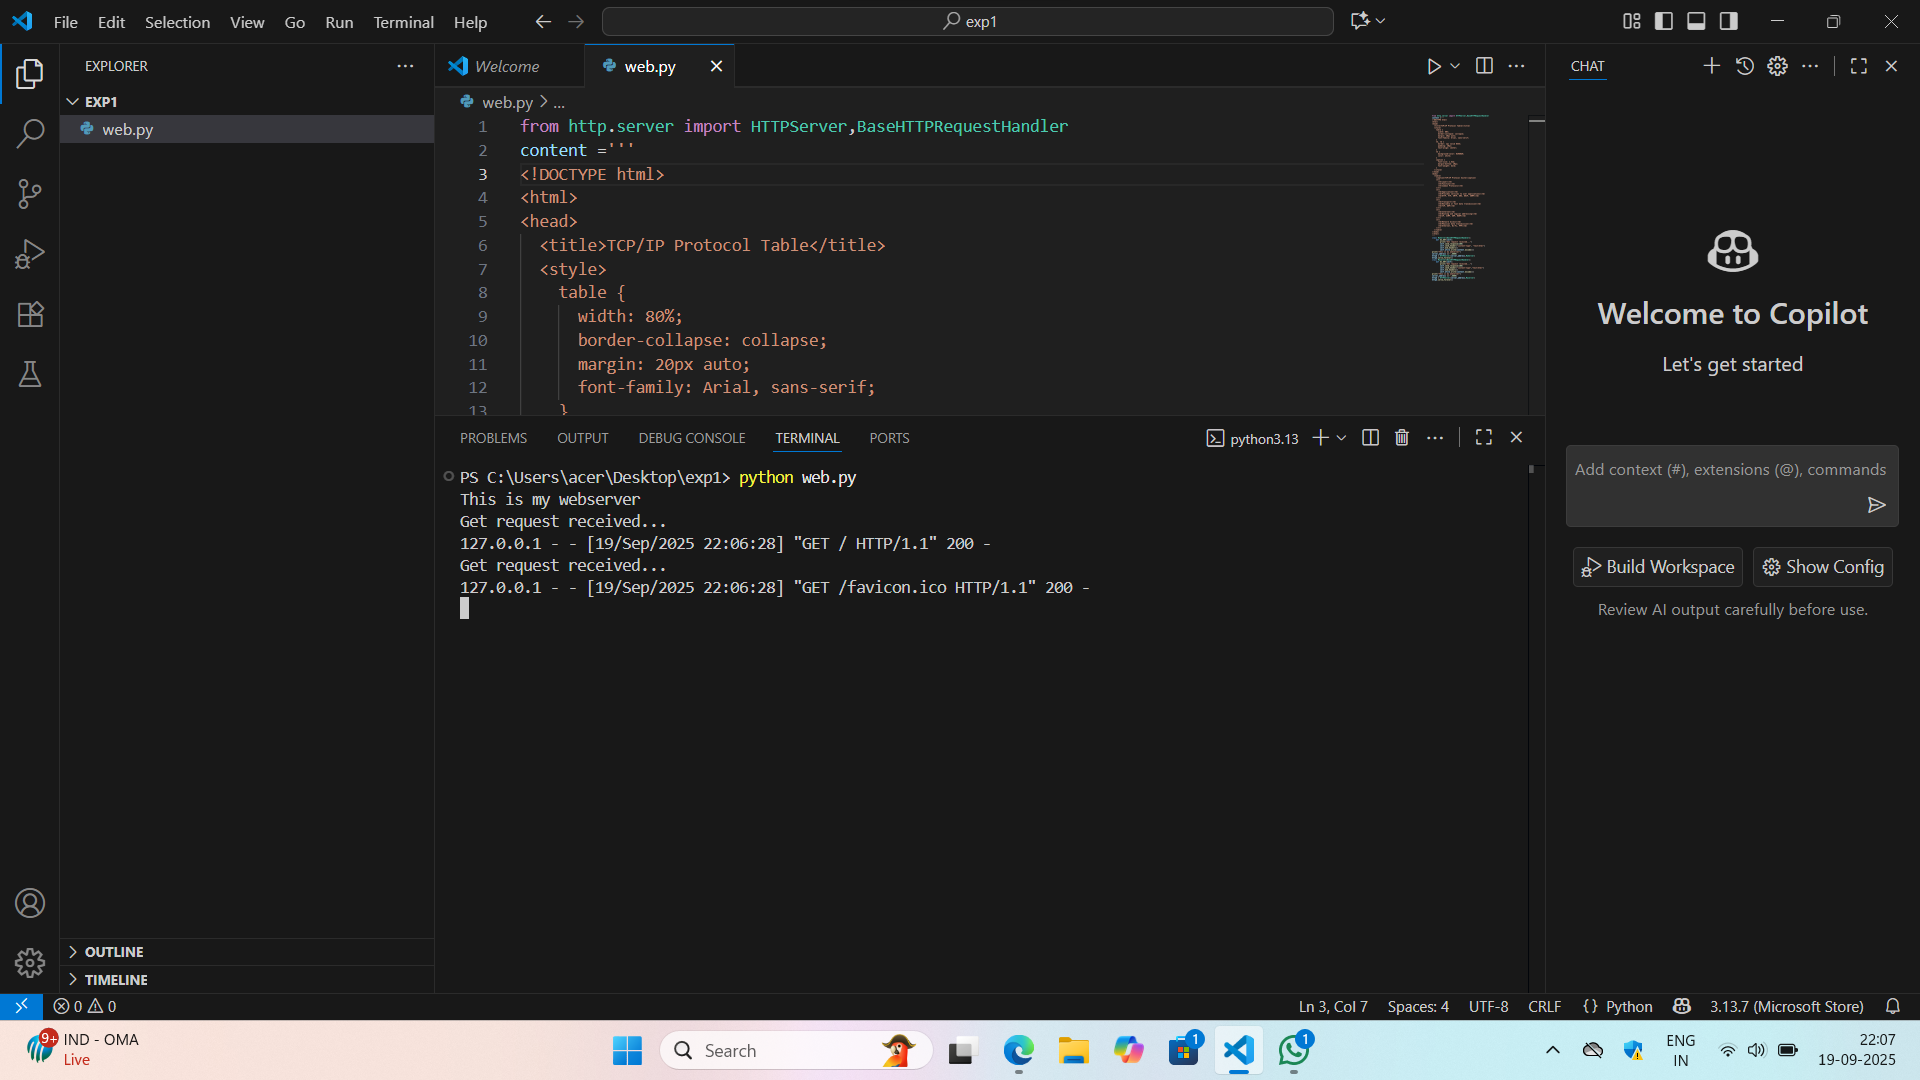 File Edit Selection View Go Run Terminal Help
exp1
EXPLORER
EXP1
web.py
OUTLINE
TIMELINE
Welcome
web.py
web.py > ...
1 from http.server import HTTPServer,BaseHTTPRequestHandler
2 content ='''
3 <!DOCTYPE html>
4 <html>
5 <head>
6 <title>TCP/IP Protocol Table</title>
7 <style>
8 table {
9 width: 80%;
10 border-collapse: collapse;
11 margin: 20px auto;
12 font-family: Arial, sans-serif;
13 }
PROBLEMS OUTPUT DEBUG CONSOLE TERMINAL PORTS
python3.13
PS C:\Users\acer\Desktop\exp1> python web.py
This is my webserver
Get request received...
127.0.0.1 - - [19/Sep/2025 22:06:28] "GET / HTTP/1.1" 200 -
Get request received...
127.0.0.1 - - [19/Sep/2025 22:06:28] "GET /favicon.ico HTTP/1.1" 200 -
CHAT
Welcome to Copilot
Let's get started
Add context (#), extensions (@), commands
Build Workspace
Show Config
Review AI output carefully before use.
0 0
Ln 3, Col 7
Spaces: 4
UTF-8
CRLF
{} Python
3.13.7 (Microsoft Store)
9+
IND - OMA
Live
Search
1
1
ENG
IN
22:07
19-09-2025